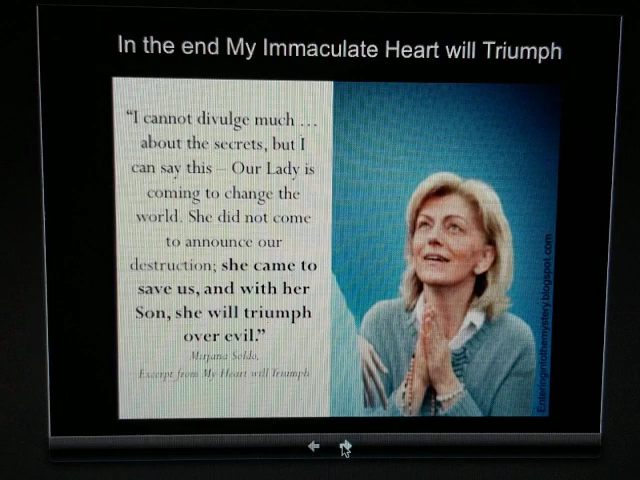 In the end My Immaculate Heart will Triumph
“I cannot divulge much …
about the secrets, but I
can say this – Our Lady is
coming to change the
world. She did not come
to announce our
destruction; she came to
save us, and with her
Son, she will triumph
over evil.”
Mirjana Soldo,
Excerpt from My Heart will Triumph
Enteringintothemystery.blogspot.com